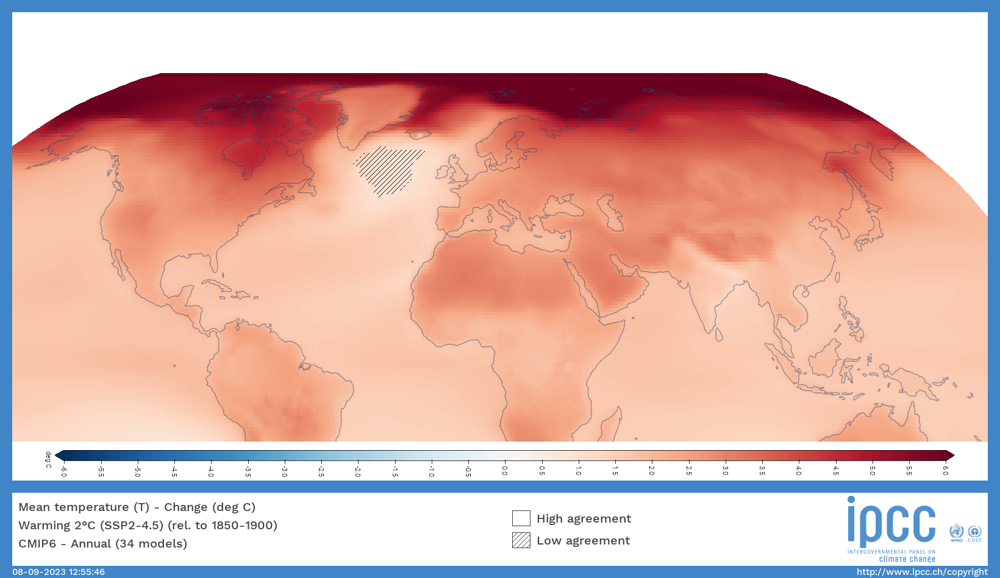 deg C
-6.0 -5.5 -5.0 -4.5 -4.0 -3.5 -3.0 -2.5 -2.0 -1.5 -1.0 -0.5 0.0 0.5 1.0 1.5 2.0 2.5 3.0 3.5 4.0 4.5 5.0 5.5 6.0
Mean temperature (T) - Change (deg C)
Warming 2°C (SSP2-4.5) (rel. to 1850-1900)
CMIP6 - Annual (34 models)
High agreement
Low agreement
ipcc
INTERGOVERNMENTAL PANEL ON
climate change
WMO
UNEP
08-09-2023 12:55:46
http://www.ipcc.ch/copyright